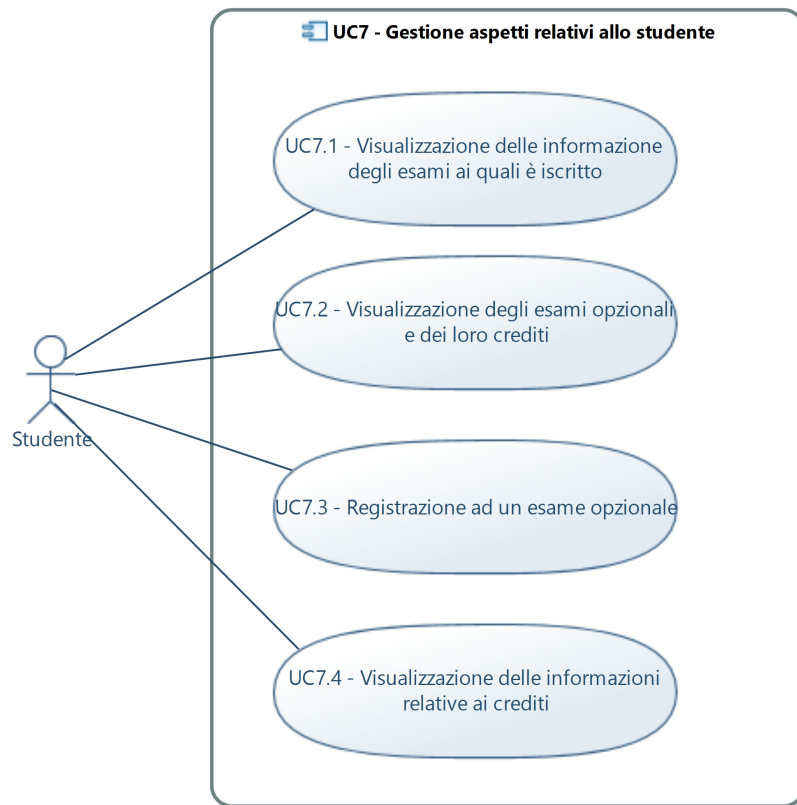 UC7 - Gestione aspetti relativi allo studente
UC7.1 - Visualizzazione delle informazione
degli esami ai quali è iscritto
UC7.2 - Visualizzazione degli esami opzionali
e dei loro crediti
Studente
UC7.3 - Registrazione ad un esame opzionale
UC7.4 - Visualizzazione delle informazioni
relative ai crediti